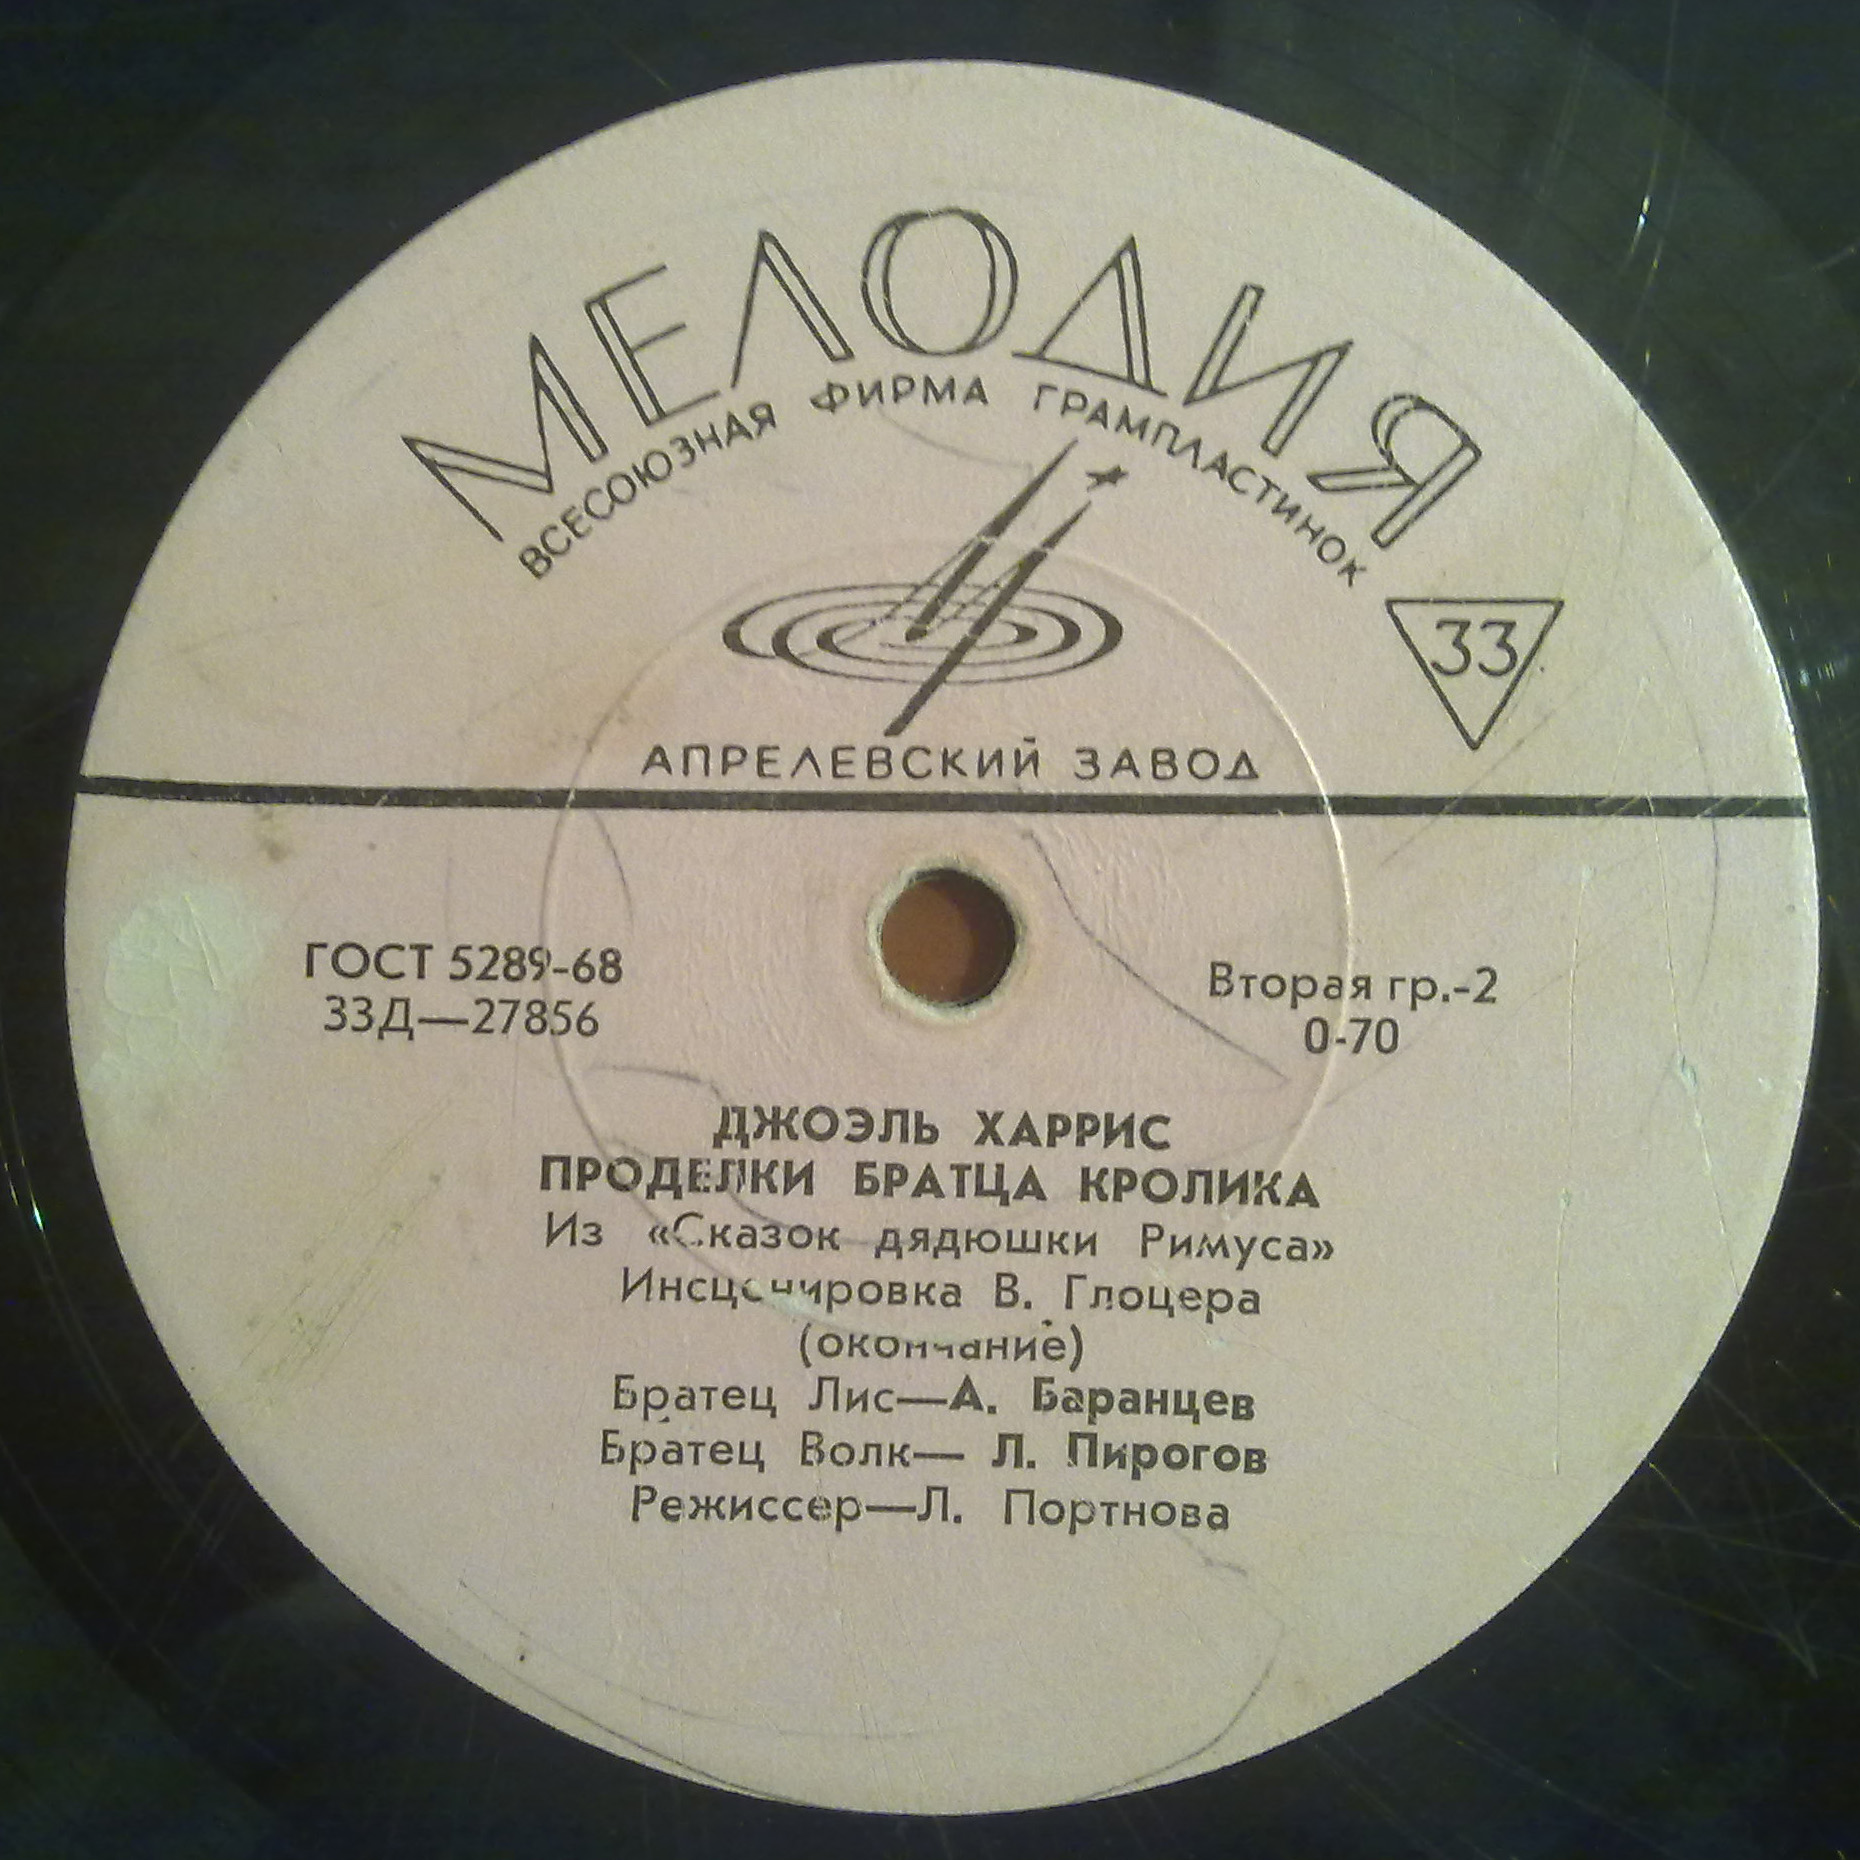 МЕЛОДИЯ
ВСЕСОЮЗНАЯ ФИРМА ГРАМПЛАСТИНОК
33
АПРЕЛЕВСКИЙ ЗАВОД
ГОСТ 5289-68
33Д—27856
Вторая гр.-2
0-70
ДЖОЭЛЬ ХАРРИС
ПРОДЕЛКИ БРАТЦА КРОЛИКА
Из «Сказок дядюшки Римуса»
Инсценировка В. Глоцера
(окончание)
Братец Лис—А. Баранцев
Братец Волк— Л. Пирогов
Режиссер—Л. Портнова